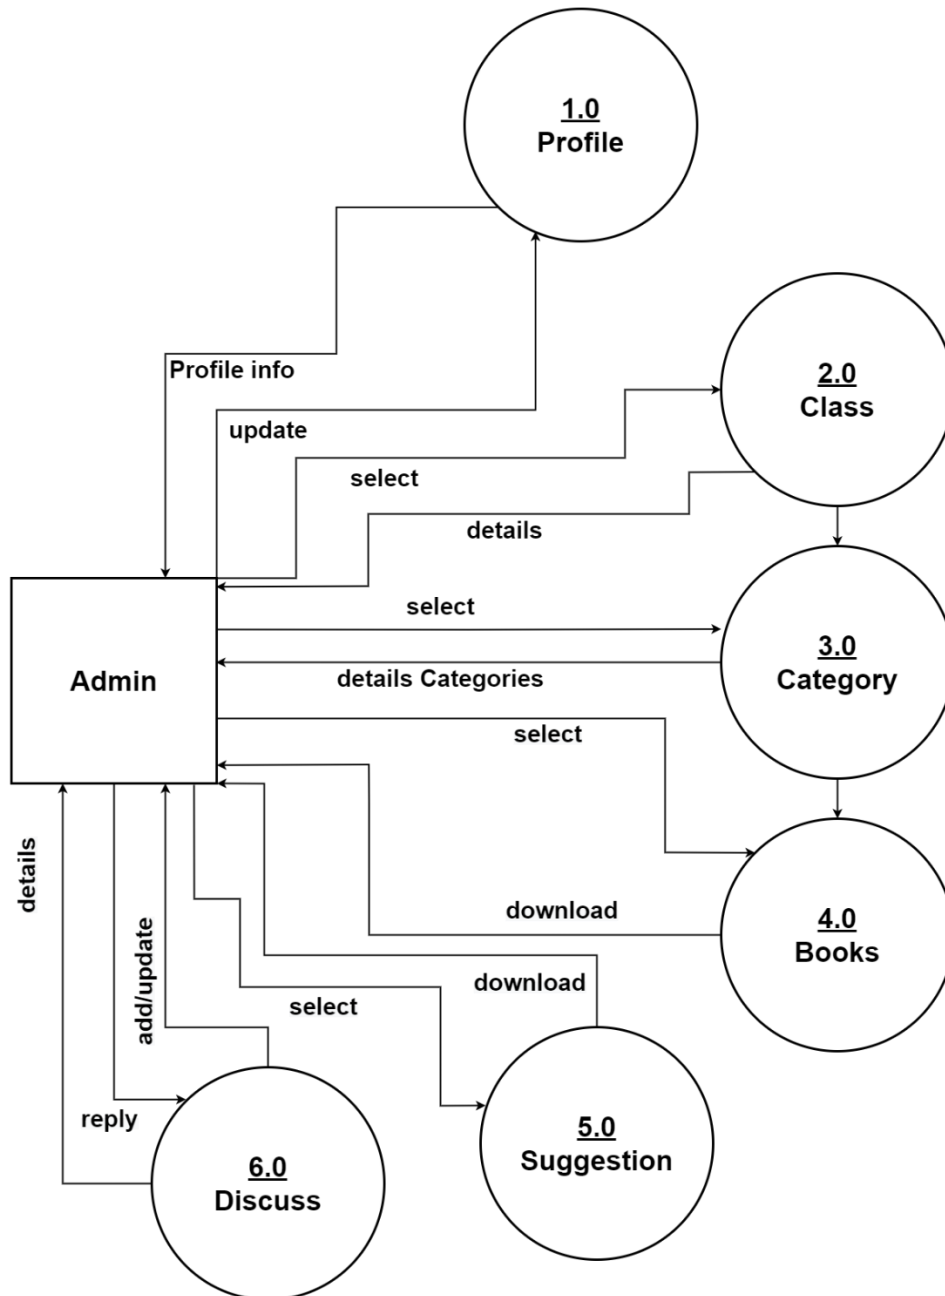 1.0
Profile
Profile info
update
2.0
Class
select
details
select
3.0
Category
Admin
details Categories
select
details
download
4.0
Books
add/update
download
select
reply
5.0
Suggestion
6.0
Discuss